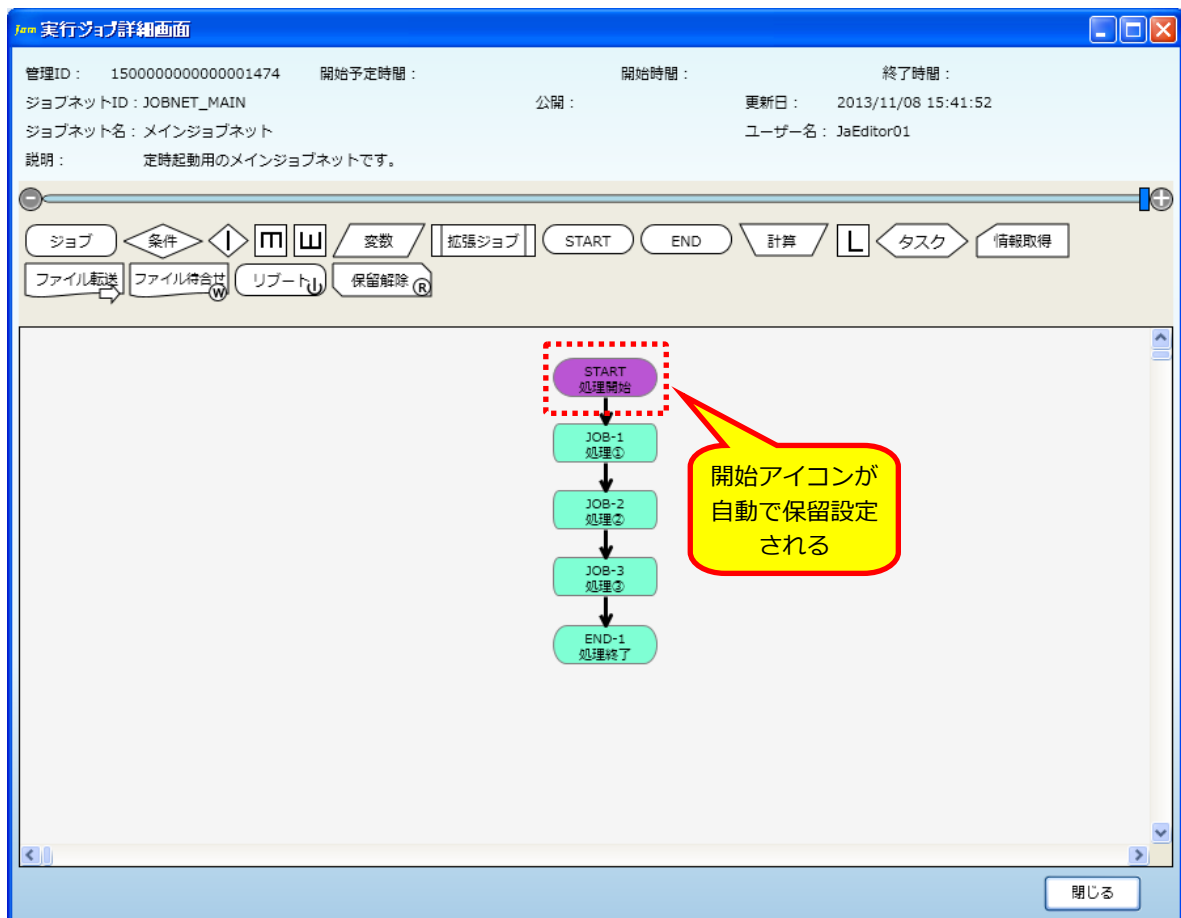 Jam 実行ジョブ詳細画面
管理ID： 1500000000000001474 開始予定時間： 開始時間： 終了時間：
ジョブネットID：JOBNET_MAIN 公開： 更新日： 2013/11/08 15:41:52
ジョブネット名：メインジョブネット ユーザー名：JaEditor01
説明： 定時起動用のメインジョブネットです。
ジョブ 条件 変数 拡張ジョブ START END 計算 L タスク 情報取得
ファイル転送 ファイル待合せ W リブート 保留解除 R
START
処理開始
JOB-1
処理①
JOB-2
処理②
JOB-3
処理③
END-1
処理終了
開始アイコンが
自動で保留設定
される
閉じる